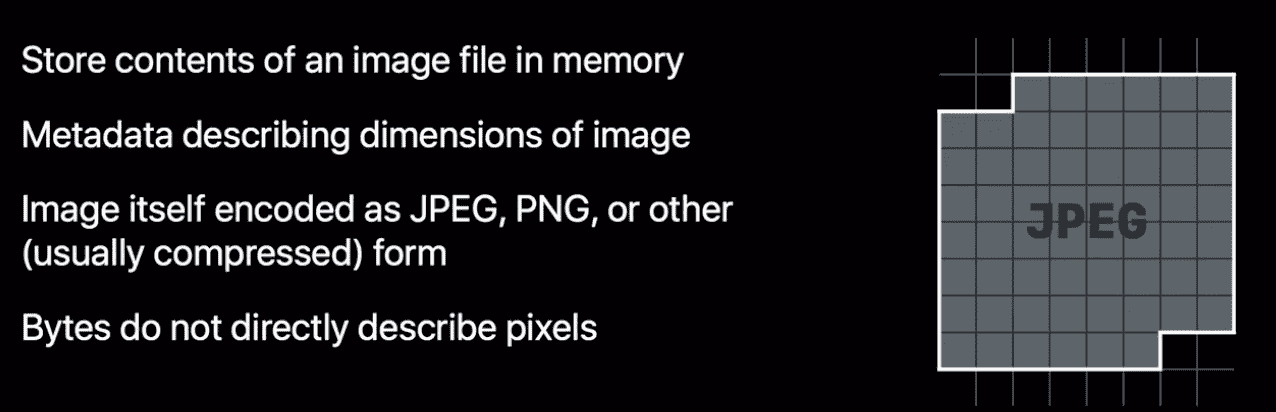 Store contents of an image file in memory
Metadata describing dimensions of image
Image itself encoded as JPEG, PNG, or other
(usually compressed) form
Bytes do not directly describe pixels
JPEG